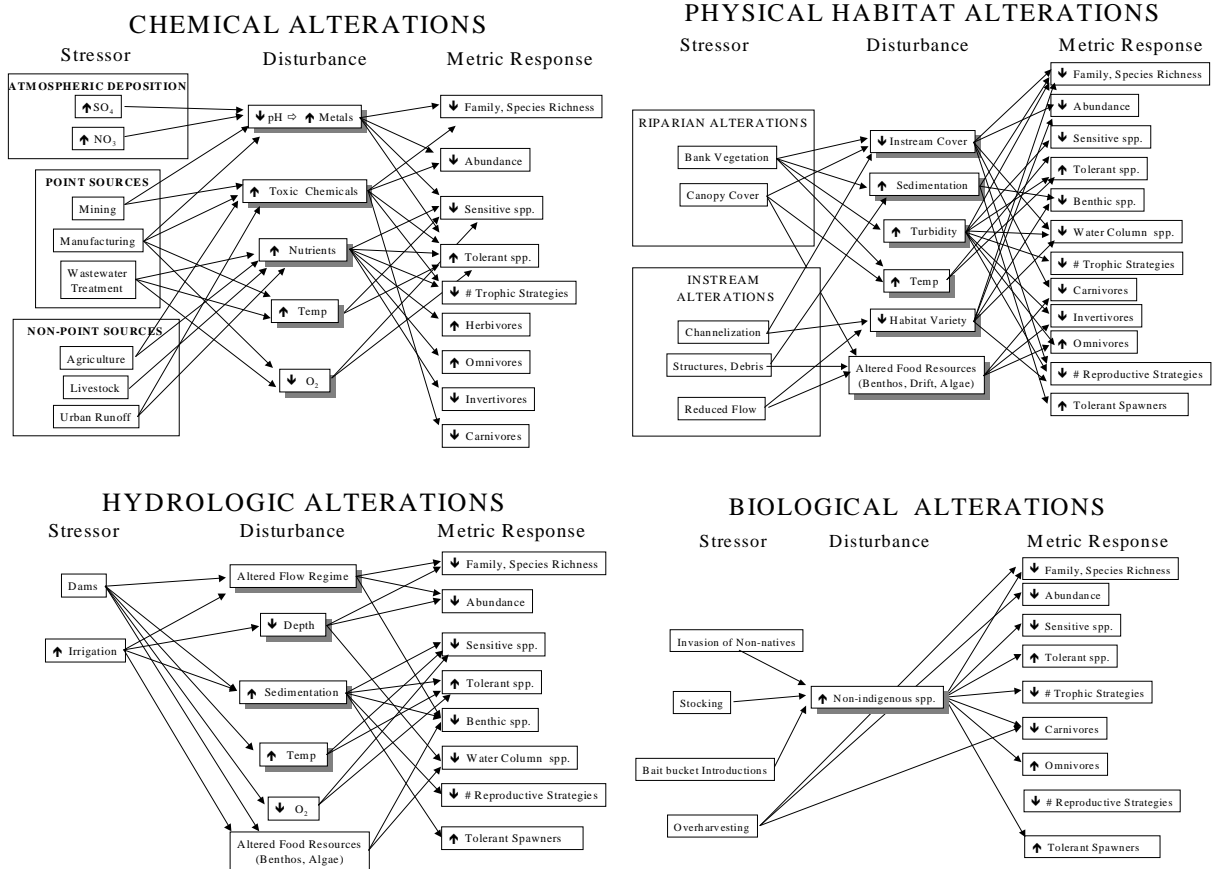 CHEMICAL ALTERATIONS
Stressor
Disturbance
Metric Response
ATMOSPHERIC DEPOSITION
↑SO₄
↑ NO₃
POINT SOURCES
Mining
Manufacturing
Wastewater
Treatment
NON-POINT SOURCES
Agriculture
Livestock
Urban Runoff
↓ pH ⇨ ↑ Metals
↑ Toxic Chemicals
↑ Nutrients
↑ Temp
↓ O₂
↓ Family, Species Richness
↓ Abundance
↓ Sensitive spp.
↑ Tolerant spp.
↓ # Trophic Strategies
↑ Herbivores
↑ Omnivores
↓ Invertivores
↓ Carnivores
PHYSICAL HABITAT ALTERATIONS
Stressor
Disturbance
Metric Response
RIPARIAN ALTERATIONS
Bank Vegetation
Canopy Cover
INSTREAM
ALTERATIONS
Channelization
Structures, Debris
Reduced Flow
↓ Instream Cover
↑ Sedimentation
↑ Turbidity
↑ Temp
↓ Habitat Variety
Altered Food Resources
(Benthos, Drift, Algae)
↓ Family, Species Richness
↓ Abundance
↓ Sensitive spp.
↑ Tolerant spp.
↓ Benthic spp.
↓ Water Column spp.
↓ # Trophic Strategies
↓ Carnivores
↓ Invertivores
↑ Omnivores
↓ # Reproductive Strategies
↑ Tolerant Spawners
HYDROLOGIC ALTERATIONS
Stressor
Disturbance
Metric Response
Dams
↑ Irrigation
Altered Flow Regime
↓ Depth
↑ Sedimentation
↑ Temp
↓ O₂
Altered Food Resources
(Benthos, Algae)
↓ Family, Species Richness
↓ Abundance
↓ Sensitive spp.
↑ Tolerant spp.
↓ Benthic spp.
↓ Water Column spp.
↓ # Reproductive Strategies
↑ Tolerant Spawners
BIOLOGICAL ALTERATIONS
Stressor
Disturbance
Metric Response
Invasion of Non-natives
Stocking
Bait bucket Introductions
Overharvesting
↑ Non-indigenous spp.
↓ Family, Species Richness
↓ Abundance
↓ Sensitive spp.
↑ Tolerant spp.
↓ # Trophic Strategies
↓ Carnivores
↑ Omnivores
↓ # Reproductive Strategies
↑ Tolerant Spawners